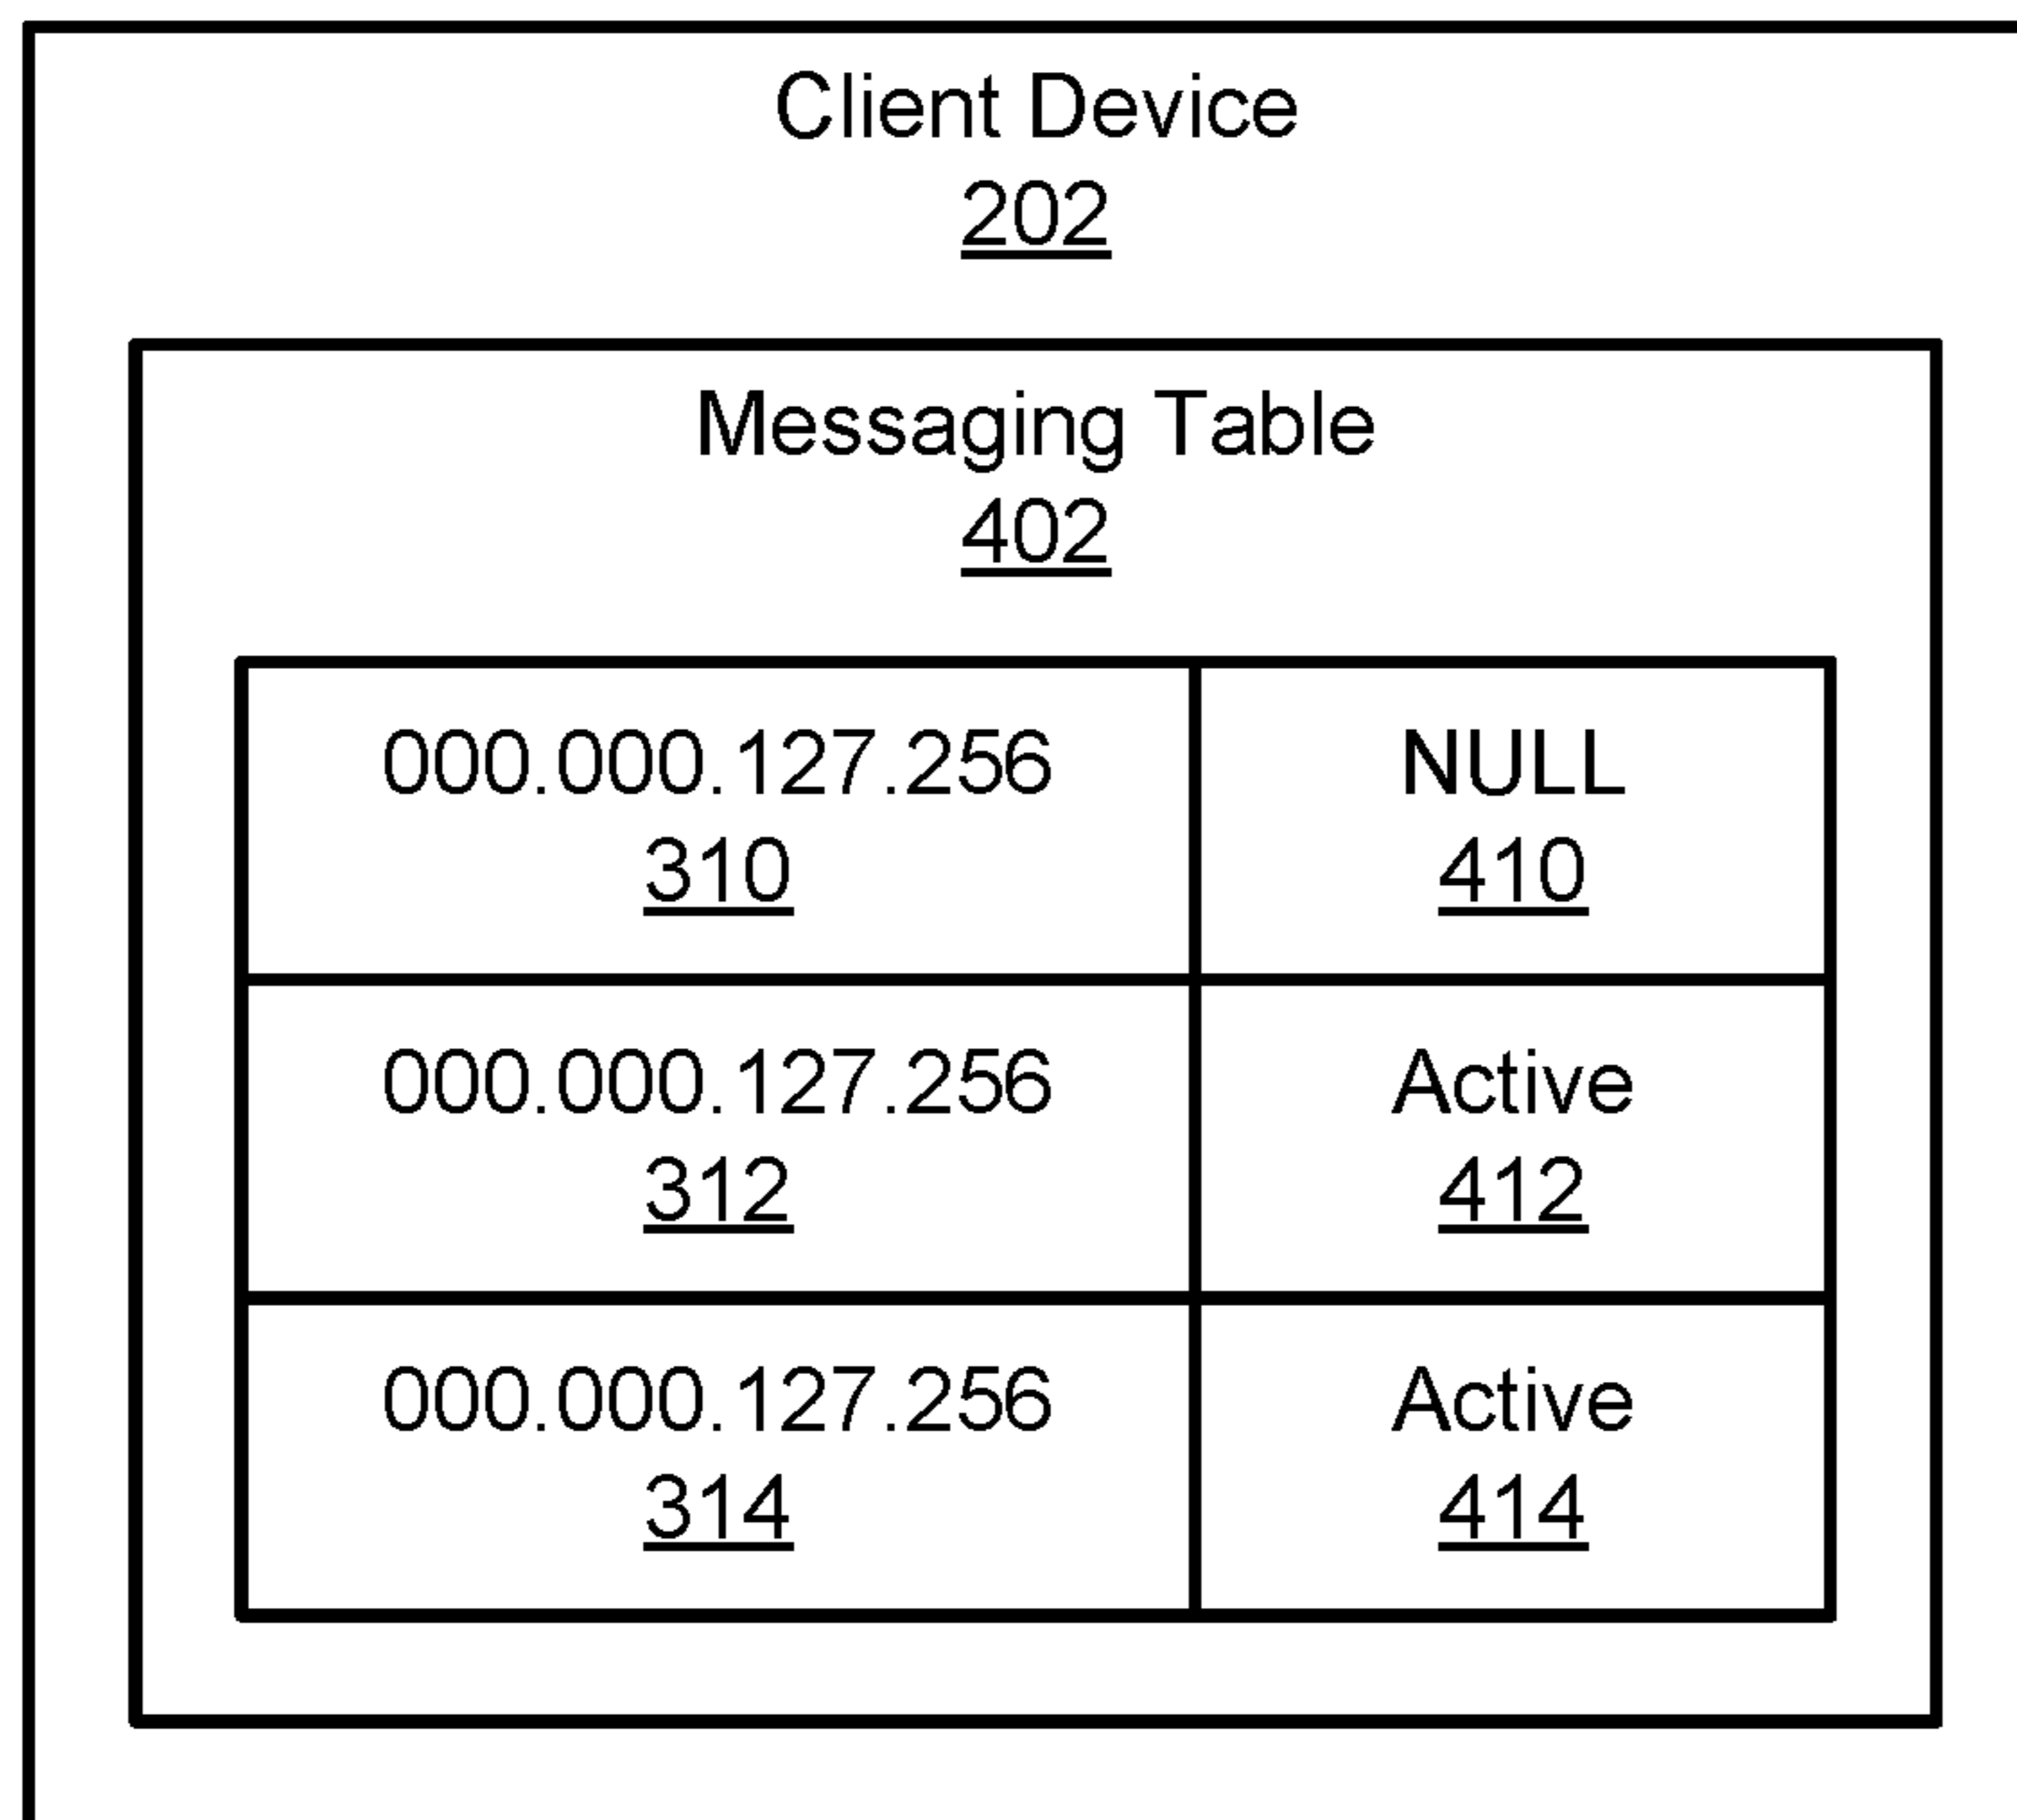 Client Device
202
Messaging Table
402
000.000.127.256
310
NULL
410
000.000.127.256
312
Active
412
000.000.127.256
314
Active
414